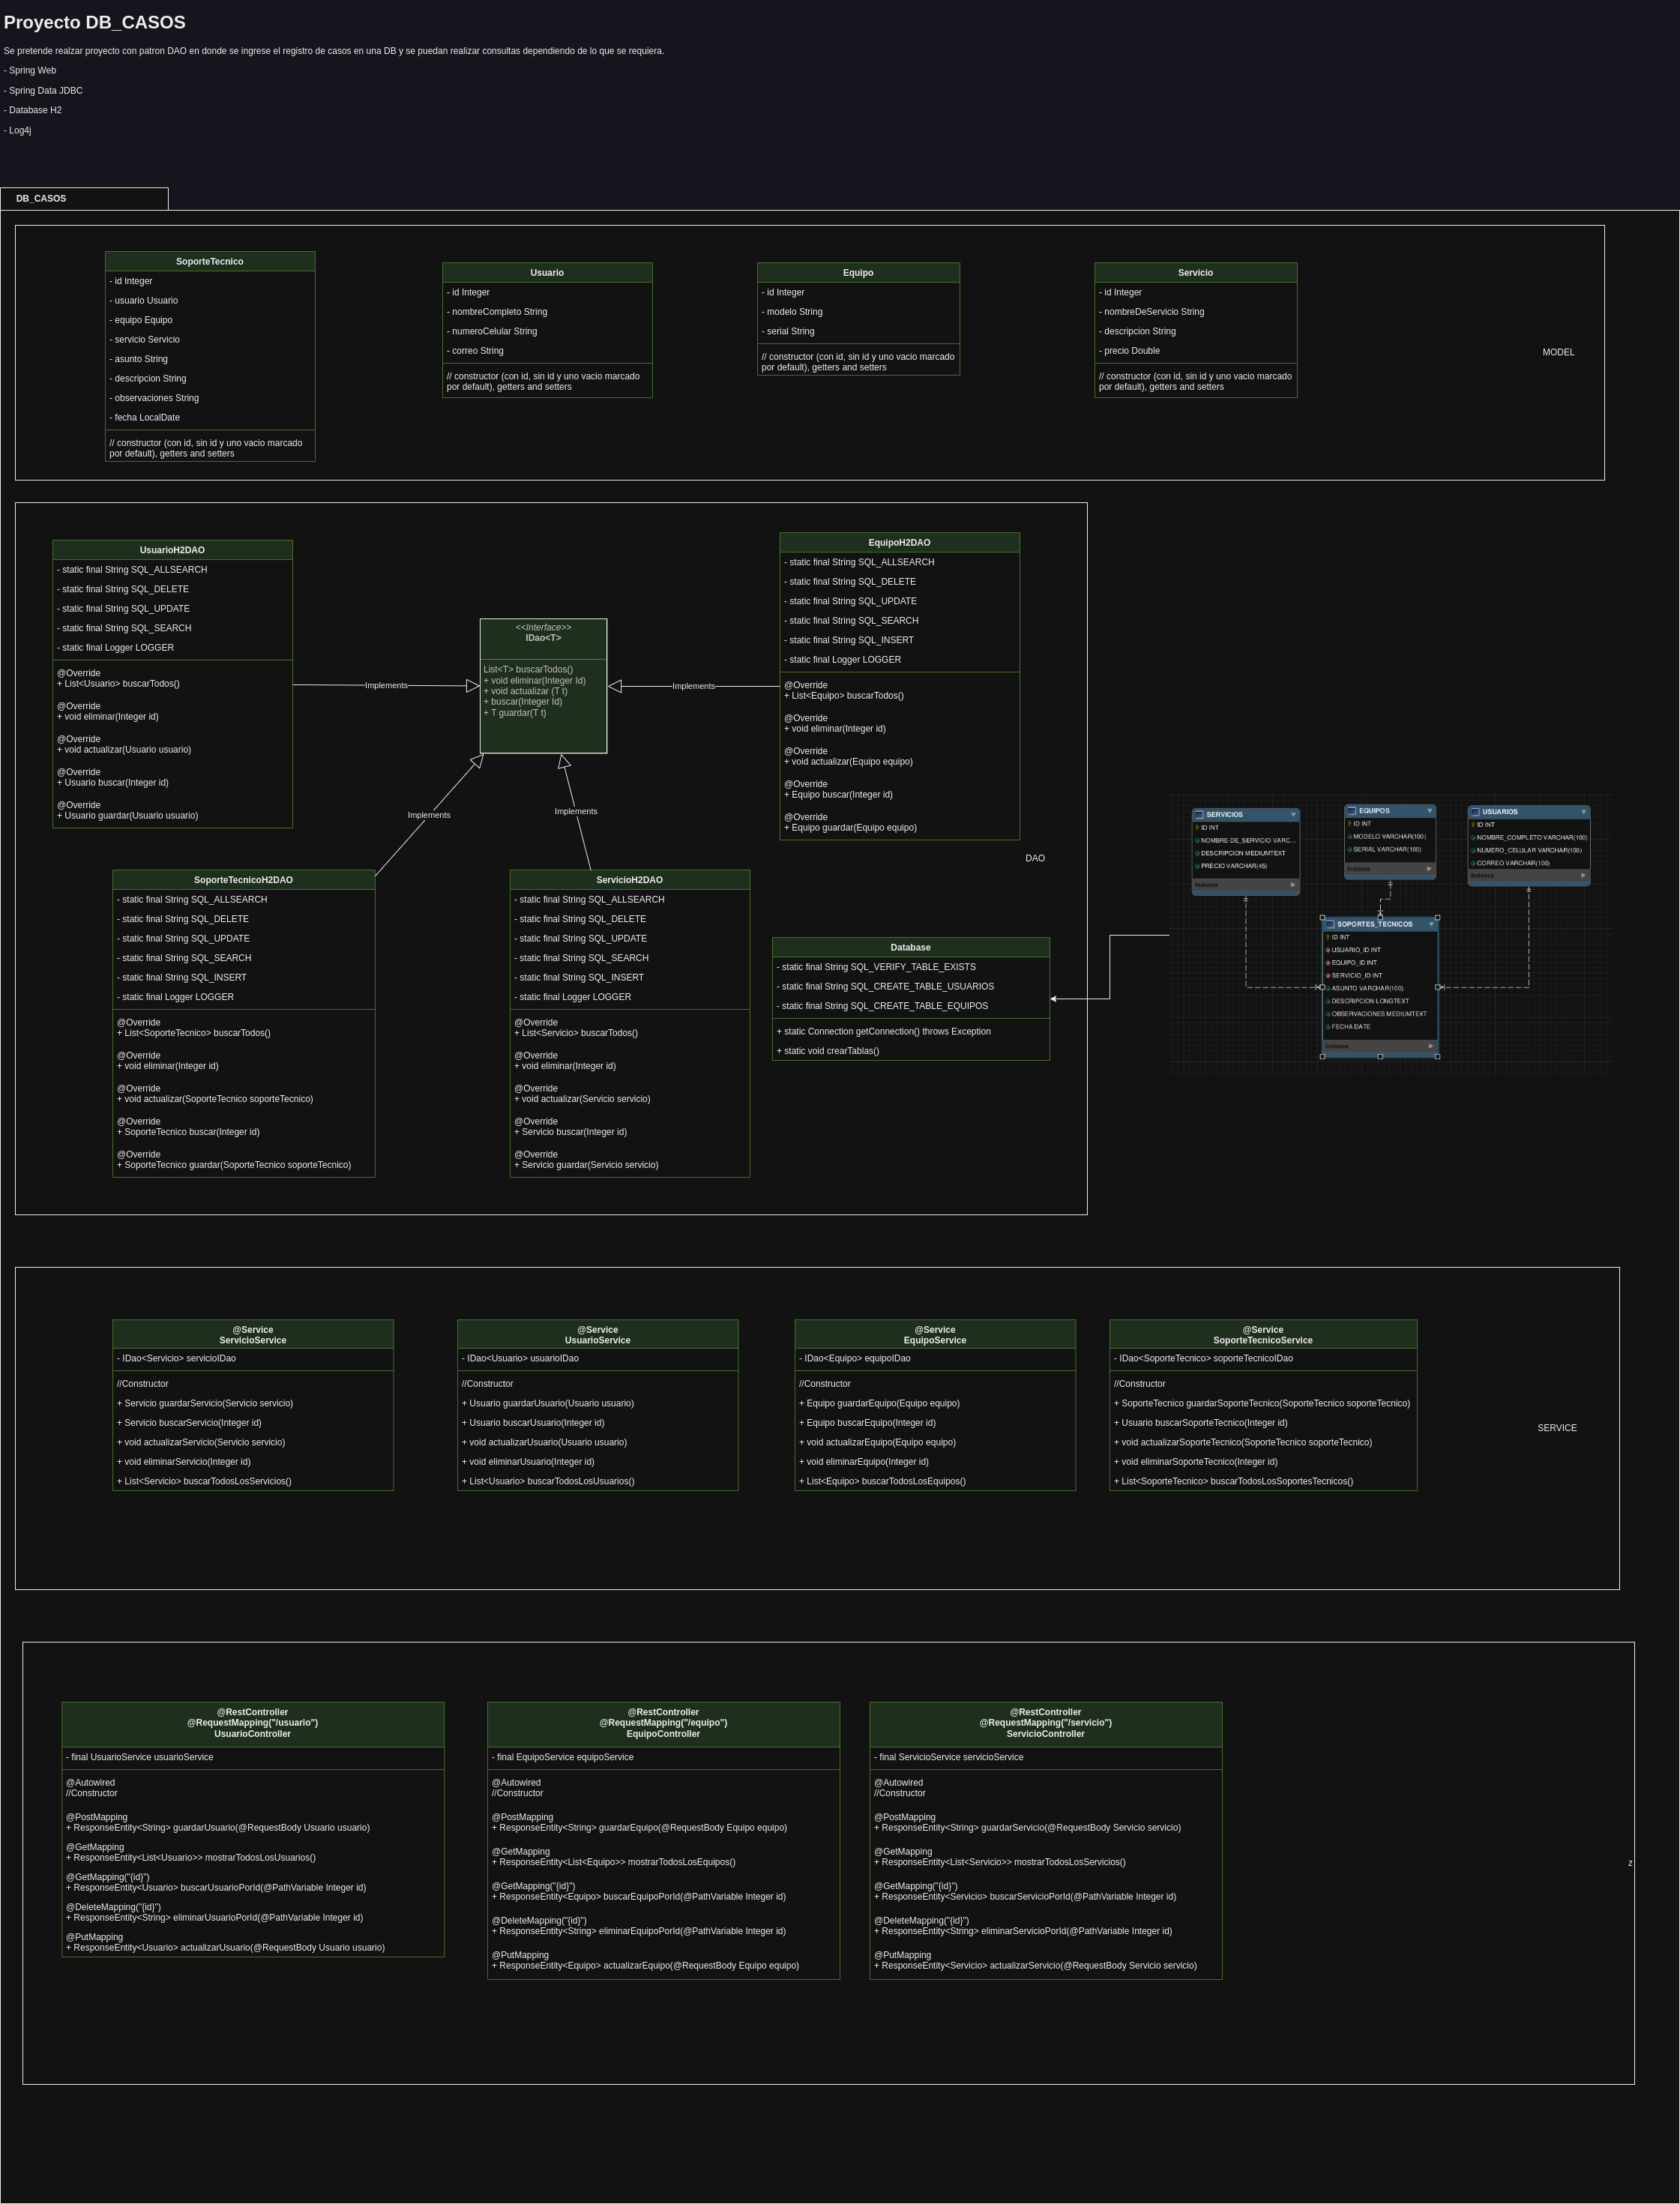 Proyecto DB_CASOS
Se pretende realzar proyecto con patron DAO en donde se ingrese el registro de casos en una DB y se puedan realizar consultas dependiendo de lo que se requiera.
- Spring Web
- Spring Data JDBC
- Database H2
- Log4j
DB_CASOS
SoporteTecnico
- id Integer
- usuario Usuario
- equipo Equipo
- servicio Servicio
- asunto String
- descripcion String
- observaciones String
- fecha LocalDate
// constructor (con id, sin id y uno vacio marcado
por default), getters and setters
Usuario
- id Integer
- nombreCompleto String
- numeroCelular String
- correo String
// constructor (con id, sin id y uno vacio marcado
por default), getters and setters
Equipo
- id Integer
- modelo String
- serial String
// constructor (con id, sin id y uno vacio marcado
por default), getters and setters
Servicio
- id Integer
- nombreDeServicio String
- descripcion String
- precio Double
// constructor (con id, sin id y uno vacio marcado
por default), getters and setters
MODEL
UsuarioH2DAO
- static final String SQL_ALLSEARCH
- static final String SQL_DELETE
- static final String SQL_UPDATE
- static final String SQL_SEARCH
- static final Logger LOGGER
@Override
+ List<Usuario> buscarTodos()
@Override
+ void eliminar(Integer id)
@Override
+ void actualizar(Usuario usuario)
@Override
+ Usuario buscar(Integer id)
@Override
+ Usuario guardar(Usuario usuario)
Implements
<<Interface>>
IDao<T>
List<T> buscarTodos()
+ void eliminar(Integer Id)
+ void actualizar (T t)
+ buscar(Integer Id)
+ T guardar(T t)
Implements
EquipoH2DAO
- static final String SQL_ALLSEARCH
- static final String SQL_DELETE
- static final String SQL_UPDATE
- static final String SQL_SEARCH
- static final String SQL_INSERT
- static final Logger LOGGER
@Override
+ List<Equipo> buscarTodos()
@Override
+ void eliminar(Integer id)
@Override
+ void actualizar(Equipo equipo)
@Override
+ Equipo buscar(Integer id)
@Override
+ Equipo guardar(Equipo equipo)
Implements
Implements
DAO
SoporteTecnicoH2DAO
- static final String SQL_ALLSEARCH
- static final String SQL_DELETE
- static final String SQL_UPDATE
- static final String SQL_SEARCH
- static final String SQL_INSERT
- static final Logger LOGGER
@Override
+ List<SoporteTecnico> buscarTodos()
@Override
+ void eliminar(Integer id)
@Override
+ void actualizar(SoporteTecnico soporteTecnico)
@Override
+ SoporteTecnico buscar(Integer id)
@Override
+ SoporteTecnico guardar(SoporteTecnico soporteTecnico)
ServicioH2DAO
- static final String SQL_ALLSEARCH
- static final String SQL_DELETE
- static final String SQL_UPDATE
- static final String SQL_SEARCH
- static final String SQL_INSERT
- static final Logger LOGGER
@Override
+ List<Servicio> buscarTodos()
@Override
+ void eliminar(Integer id)
@Override
+ void actualizar(Servicio servicio)
@Override
+ Servicio buscar(Integer id)
@Override
+ Servicio guardar(Servicio servicio)
Database
- static final String SQL_VERIFY_TABLE_EXISTS
- static final String SQL_CREATE_TABLE_USUARIOS
- static final String SQL_CREATE_TABLE_EQUIPOS
+ static Connection getConnection() throws Exception
+ static void crearTablas()
SERVICIOS
ID INT
NOMBRE-DE_SERVICIO VARC...
DESCRIPCION MEDIUMTEXT
PRECIO VARCHAR(45)
Indexes
EQUIPOS
ID INT
MODELO VARCHAR(100)
SERIAL VARCHAR(100)
Indexes
USUARIOS
ID INT
NOMBRE_COMPLETO VARCHAR(100)
NUMERO_CELULAR VARCHAR(100)
CORREO VARCHAR(100)
Indexes
SOPORTES_TECNICOS
ID INT
USUARIO_ID INT
EQUIPO_ID INT
SERVICIO_ID INT
ASUNTO VARCHAR(100)
DESCRIPCION LONGTEXT
OBSERVACIONES MEDIUMTEXT
FECHA DATE
Indexes
@Service
ServicioService
- IDao<Servicio> servicioIDao
//Constructor
+ Servicio guardarServicio(Servicio servicio)
+ Servicio buscarServicio(Integer id)
+ void actualizarServicio(Servicio servicio)
+ void eliminarServicio(Integer id)
+ List<Servicio> buscarTodosLosServicios()
@Service
UsuarioService
- IDao<Usuario> usuarioIDao
//Constructor
+ Usuario guardarUsuario(Usuario usuario)
+ Usuario buscarUsuario(Integer id)
+ void actualizarUsuario(Usuario usuario)
+ void eliminarUsuario(Integer id)
+ List<Usuario> buscarTodosLosUsuarios()
@Service
EquipoService
- IDao<Equipo> equipoIDao
//Constructor
+ Equipo guardarEquipo(Equipo equipo)
+ Equipo buscarEquipo(Integer id)
+ void actualizarEquipo(Equipo equipo)
+ void eliminarEquipo(Integer id)
+ List<Equipo> buscarTodosLosEquipos()
@Service
SoporteTecnicoService
- IDao<SoporteTecnico> soporteTecnicoIDao
//Constructor
+ SoporteTecnico guardarSoporteTecnico(SoporteTecnico soporteTecnico)
+ Usuario buscarSoporteTecnico(Integer id)
+ void actualizarSoporteTecnico(SoporteTecnico soporteTecnico)
+ void eliminarSoporteTecnico(Integer id)
+ List<SoporteTecnico> buscarTodosLosSoportesTecnicos()
SERVICE
@RestController
@RequestMapping("/usuario")
UsuarioController
- final UsuarioService usuarioService
@Autowired
//Constructor
@PostMapping
+ ResponseEntity<String> guardarUsuario(@RequestBody Usuario usuario)
@GetMapping
+ ResponseEntity<List<Usuario>> mostrarTodosLosUsuarios()
@GetMapping("{id}")
+ ResponseEntity<Usuario> buscarUsuarioPorId(@PathVariable Integer id)
@DeleteMapping("{id}")
+ ResponseEntity<String> eliminarUsuarioPorId(@PathVariable Integer id)
@PutMapping
+ ResponseEntity<Usuario> actualizarUsuario(@RequestBody Usuario usuario)
@RestController
@RequestMapping("/equipo")
EquipoController
- final EquipoService equipoService
@Autowired
//Constructor
@PostMapping
+ ResponseEntity<String> guardarEquipo(@RequestBody Equipo equipo)
@GetMapping
+ ResponseEntity<List<Equipo>> mostrarTodosLosEquipos()
@GetMapping("{id}")
+ ResponseEntity<Equipo> buscarEquipoPorId(@PathVariable Integer id)
@DeleteMapping("{id}")
+ ResponseEntity<String> eliminarEquipoPorId(@PathVariable Integer id)
@PutMapping
+ ResponseEntity<Equipo> actualizarEquipo(@RequestBody Equipo equipo)
@RestController
@RequestMapping("/servicio")
ServicioController
- final ServicioService servicioService
@Autowired
//Constructor
@PostMapping
+ ResponseEntity<String> guardarServicio(@RequestBody Servicio servicio)
@GetMapping
+ ResponseEntity<List<Servicio>> mostrarTodosLosServicios()
@GetMapping("{id}")
+ ResponseEntity<Servicio> buscarServicioPorId(@PathVariable Integer id)
@DeleteMapping("{id}")
+ ResponseEntity<String> eliminarServicioPorId(@PathVariable Integer id)
@PutMapping
+ ResponseEntity<Servicio> actualizarServicio(@RequestBody Servicio servicio)
z